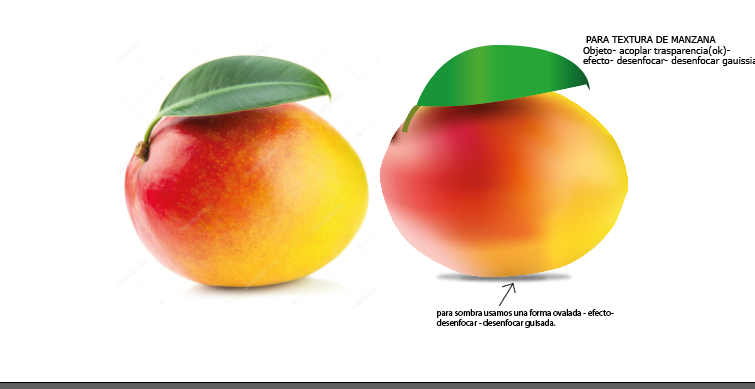 PARA TEXTURA DE MANZANA
Objeto- acoplar trasparencia(ok)-
efecto- desenfocar- desenfocar gauissia
para sombra usamos una forma ovalada - efecto-
desenfocar - desenfocar guisada.